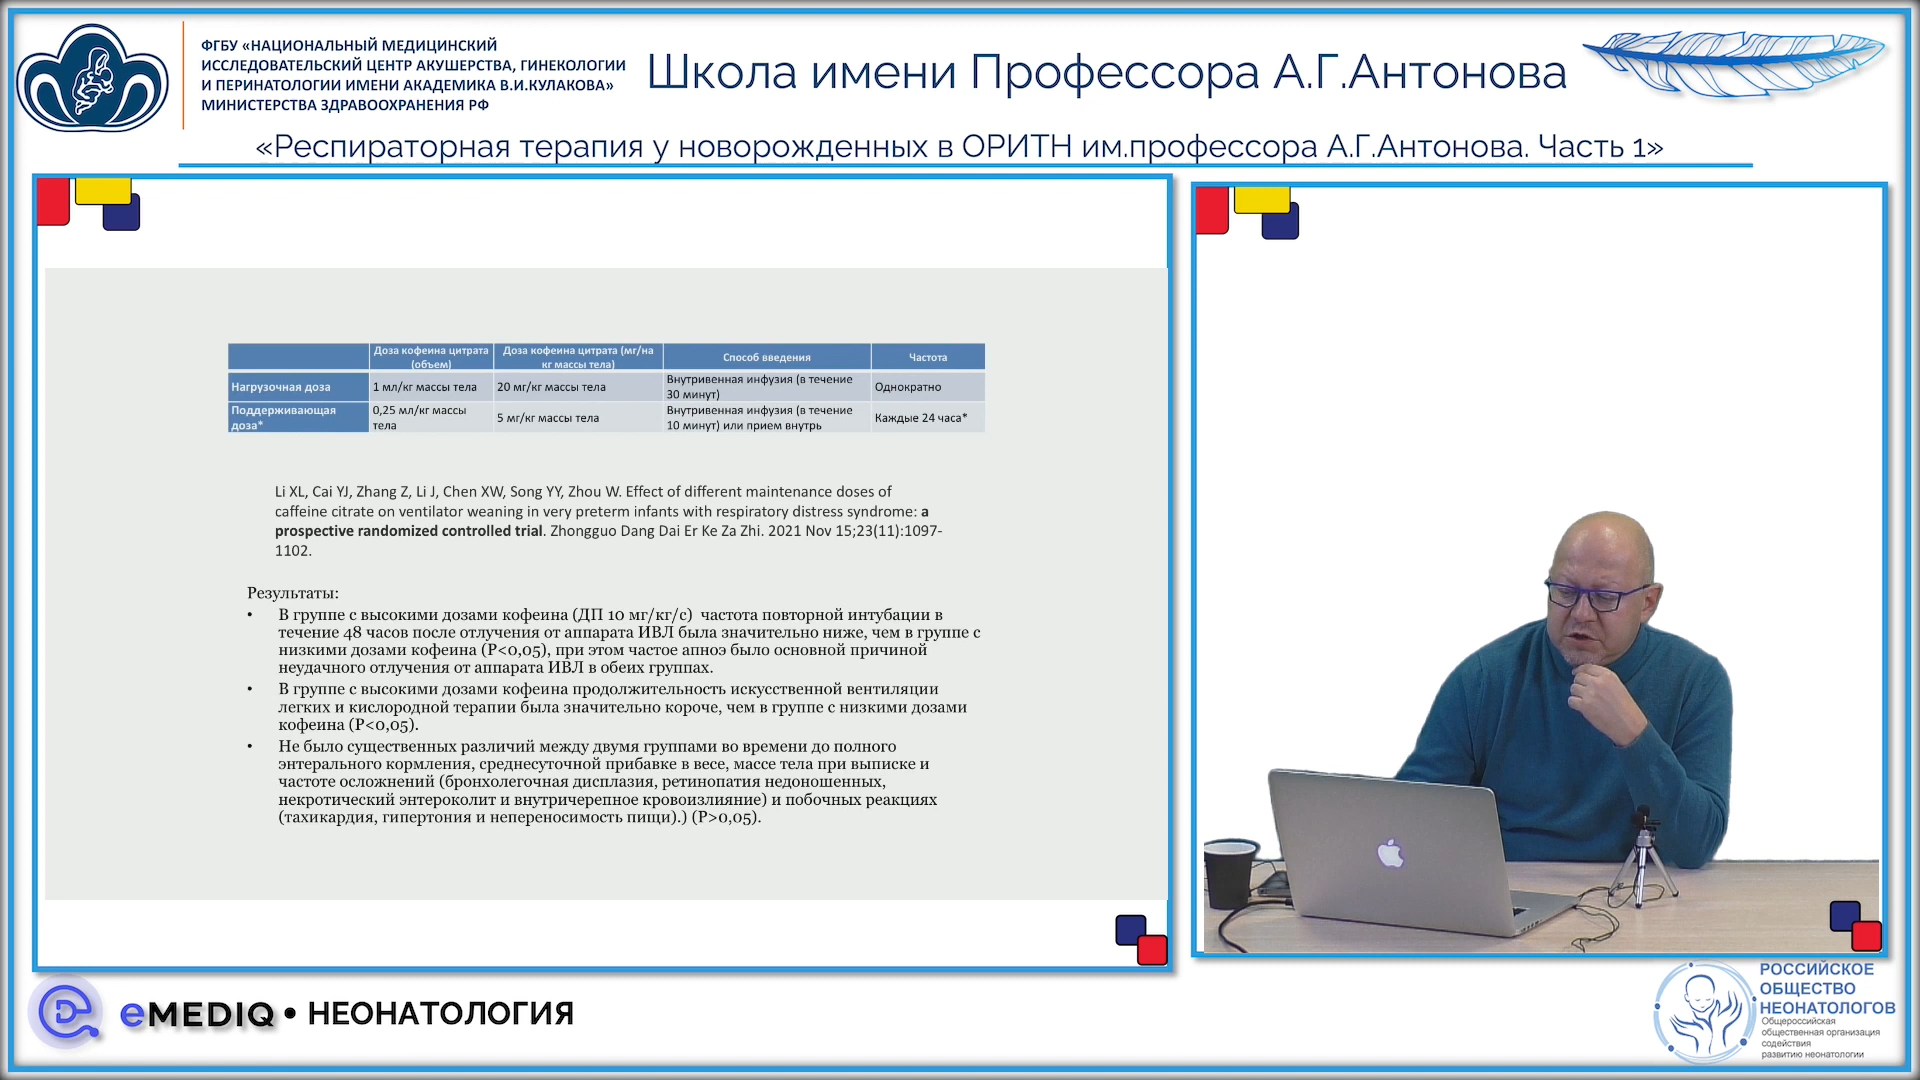 ФГБУ «НАЦИОНАЛЬНЫЙ МЕДИЦИНСКИЙ
ИССЛЕДОВАТЕЛЬСКИЙ ЦЕНТР АКУШЕРСТВА, ГИНЕКОЛОГИИ
И ПЕРИНАТОЛОГИИ ИМЕНИ АКАДЕМИКА В.И.КУЛАКОВА»
МИНИСТЕРСТВА ЗДРАВООХРАНЕНИЯ РФ
Школа имени Профессора А.Г.Антонова
«Респираторная терапия у новорожденных в ОРИТН им.профессора А.Г.Антонова. Часть 1»
Доза кофеина цитрата (объем)
Доза кофеина цитрата (мг/на кг массы тела)
Способ введения
Частота
Нагрузочная доза
1 мл/кг массы тела
20 мг/кг массы тела
Внутривенная инфузия (в течение 30 минут)
Однократно
Поддерживающая доза*
0,25 мл/кг массы тела
5 мг/кг массы тела
Внутривенная инфузия (в течение 10 минут) или прием внутрь
Каждые 24 часа*
Li XL, Cai YJ, Zhang Z, Li J, Chen XW, Song YY, Zhou W. Effect of different maintenance doses of
caffeine citrate on ventilator weaning in very preterm infants with respiratory distress syndrome: a
prospective randomized controlled trial. Zhongguo Dang Dai Er Ke Za Zhi. 2021 Nov 15;23(11):1097-
1102.
Результаты:
• В группе с высокими дозами кофеина (ДП 10 мг/кг/с) частота повторной интубации в
течение 48 часов после отлучения от аппарата ИВЛ была значительно ниже, чем в группе с
низкими дозами кофеина (P<0,05), при этом частое апноэ было основной причиной
неудачного отлучения от аппарата ИВЛ в обеих группах.
• В группе с высокими дозами кофеина продолжительность искусственной вентиляции
легких и кислородной терапии была значительно короче, чем в группе с низкими дозами
кофеина (P<0,05).
• Не было существенных различий между двумя группами во времени до полного
энтерального кормления, среднесуточной прибавке в весе, массе тела при выписке и
частоте осложнений (бронхолегочная дисплазия, ретинопатия недоношенных,
некротический энтероколит и внутричерепное кровоизлияние) и побочных реакциях
(тахикардия, гипертония и непереносимость пищи).) (P>0,05).
eMEDIQ • НЕОНАТОЛОГИЯ
РОССИЙСКОЕ
ОБЩЕСТВО
НЕОНАТОЛОГОВ
Общероссийская
общественная организация
содействия
развитию неонатологии